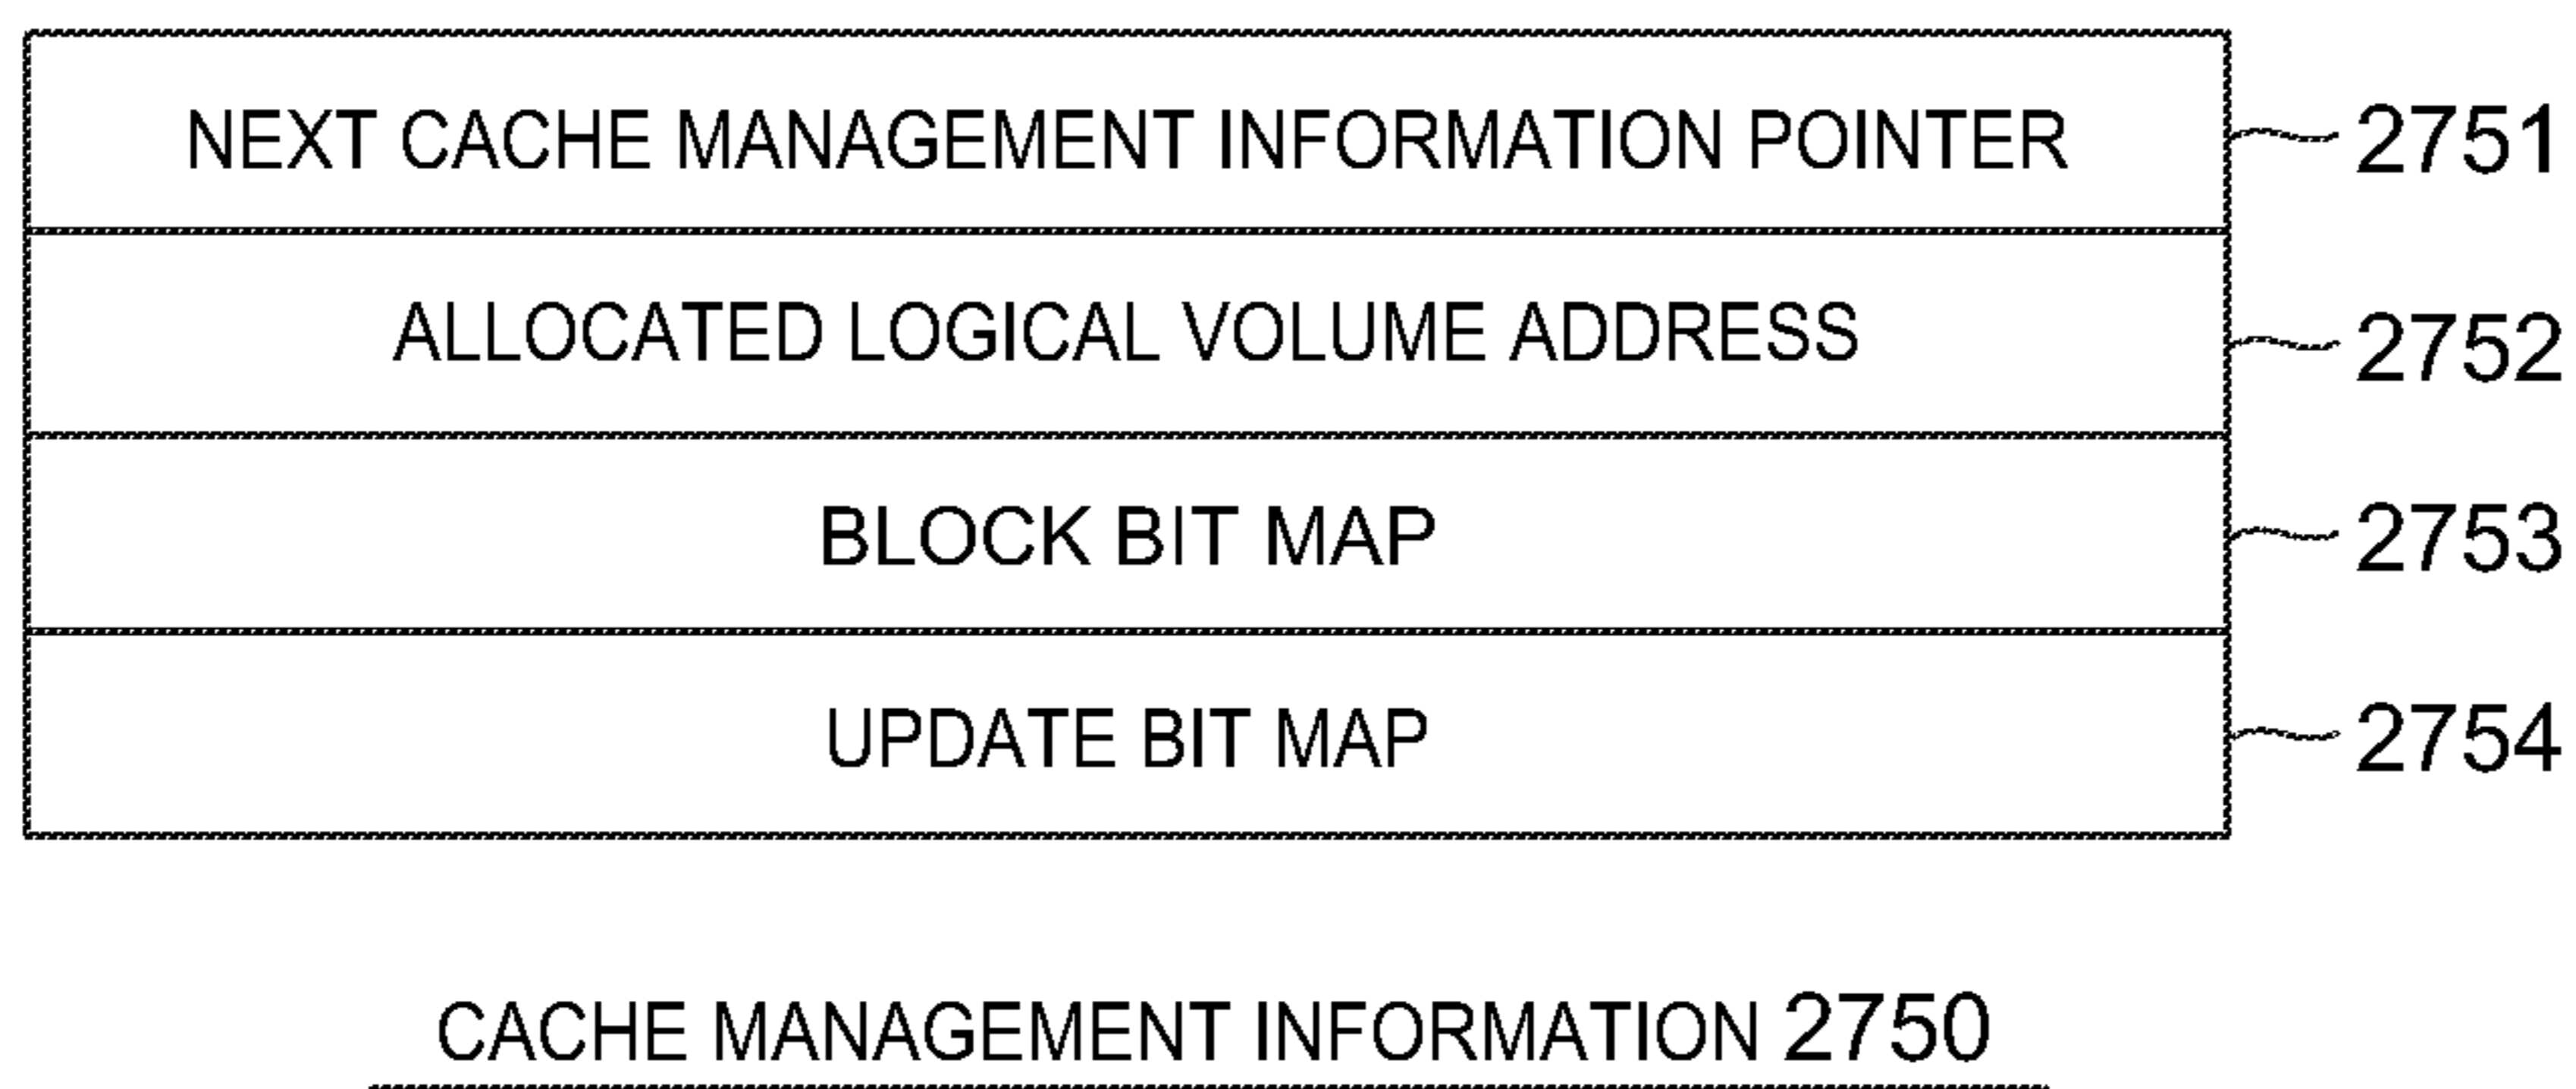 NEXT CACHE MANAGEMENT INFORMATION POINTER 2751
ALLOCATED LOGICAL VOLUME ADDRESS 2752
BLOCK BIT MAP 2753
UPDATE BIT MAP 2754
CACHE MANAGEMENT INFORMATION 2750